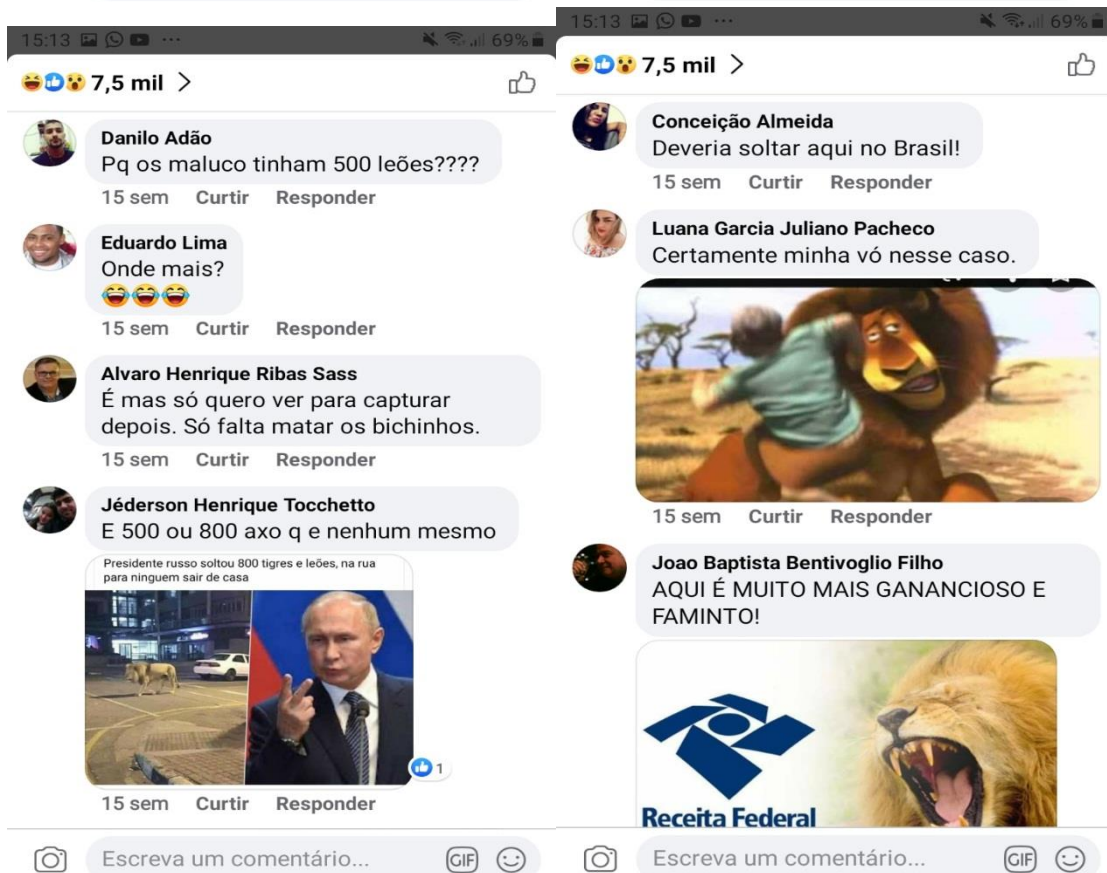 15:13
69%
7,5 mil >
Danilo Adão
Pq os maluco tinham 500 leões????
15 sem Curtir Responder
Eduardo Lima
Onde mais?
😂😂😂
15 sem Curtir Responder
Alvaro Henrique Ribas Sass
É mas só quero ver para capturar
depois. Só falta matar os bichinhos.
15 sem Curtir Responder
Jéderson Henrique Tocchetto
E 500 ou 800 axo q e nenhum mesmo
Presidente russo soltou 800 tigres e leões, na rua
para ninguem sair de casa
1
15 sem Curtir Responder
Escreva um comentário...
GIF
15:13
69%
7,5 mil >
Conceição Almeida
Deveria soltar aqui no Brasil!
15 sem Curtir Responder
Luana Garcia Juliano Pacheco
Certamente minha vó nesse caso.
15 sem Curtir Responder
Joao Baptista Bentivoglio Filho
AQUI É MUITO MAIS GANANCIOSO E
FAMINTO!
Receita Federal
Escreva um comentário...
GIF